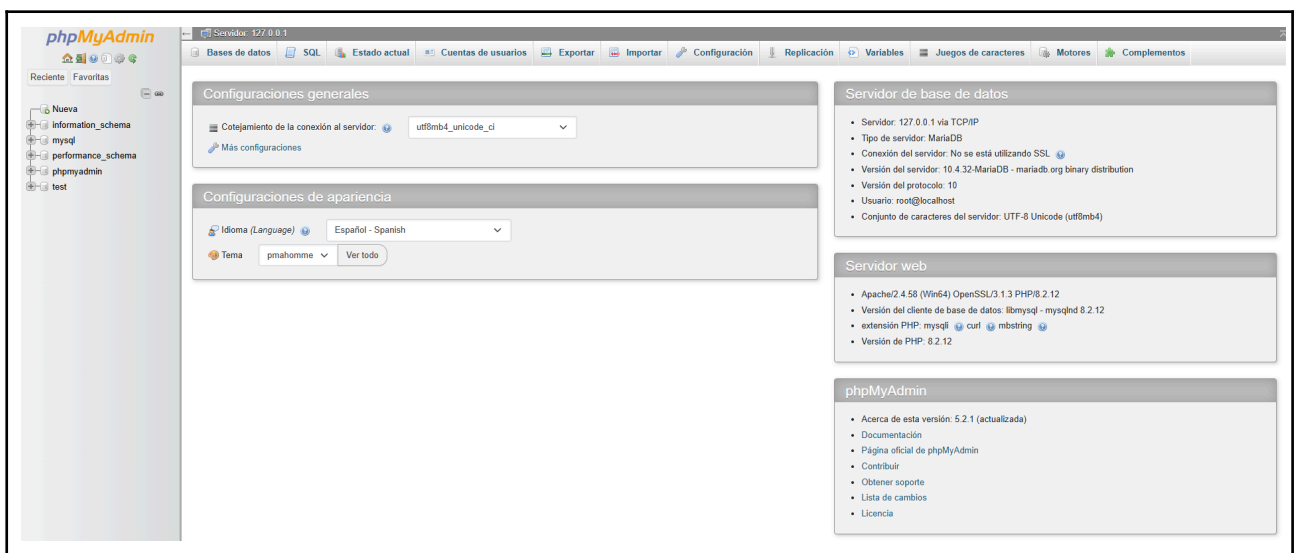 phpMyAdmin
Reciente Favoritas
Nueva
information_schema
mysql
performance_schema
phpmyadmin
test
Servidor: 127.0.0.1
Bases de datos SQL Estado actual Cuentas de usuarios Exportar Importar Configuración Replicación Variables Juegos de caracteres Motores Complementos
Configuraciones generales
Cotejamiento de la conexión al servidor: utf8mb4_unicode_ci
Más configuraciones
Configuraciones de apariencia
Idioma (Language) Español - Spanish
Tema pmahomme Ver todo
Servidor de base de datos
• Servidor: 127.0.0.1 via TCP/IP
• Tipo de servidor: MariaDB
• Conexión del servidor: No se está utilizando SSL
• Versión del servidor: 10.4.32-MariaDB - mariadb.org binary distribution
• Versión del protocolo: 10
• Usuario: root@localhost
• Conjunto de caracteres del servidor: UTF-8 Unicode (utf8mb4)
Servidor web
• Apache/2.4.58 (Win64) OpenSSL/3.1.3 PHP/8.2.12
• Versión del cliente de base de datos: libmysql - mysqlnd 8.2.12
• extensión PHP: mysqli curl mbstring
• Versión de PHP: 8.2.12
phpMyAdmin
• Acerca de esta versión: 5.2.1 (actualizada)
• Documentación
• Página oficial de phpMyAdmin
• Contribuir
• Obtener soporte
• Lista de cambios
• Licencia